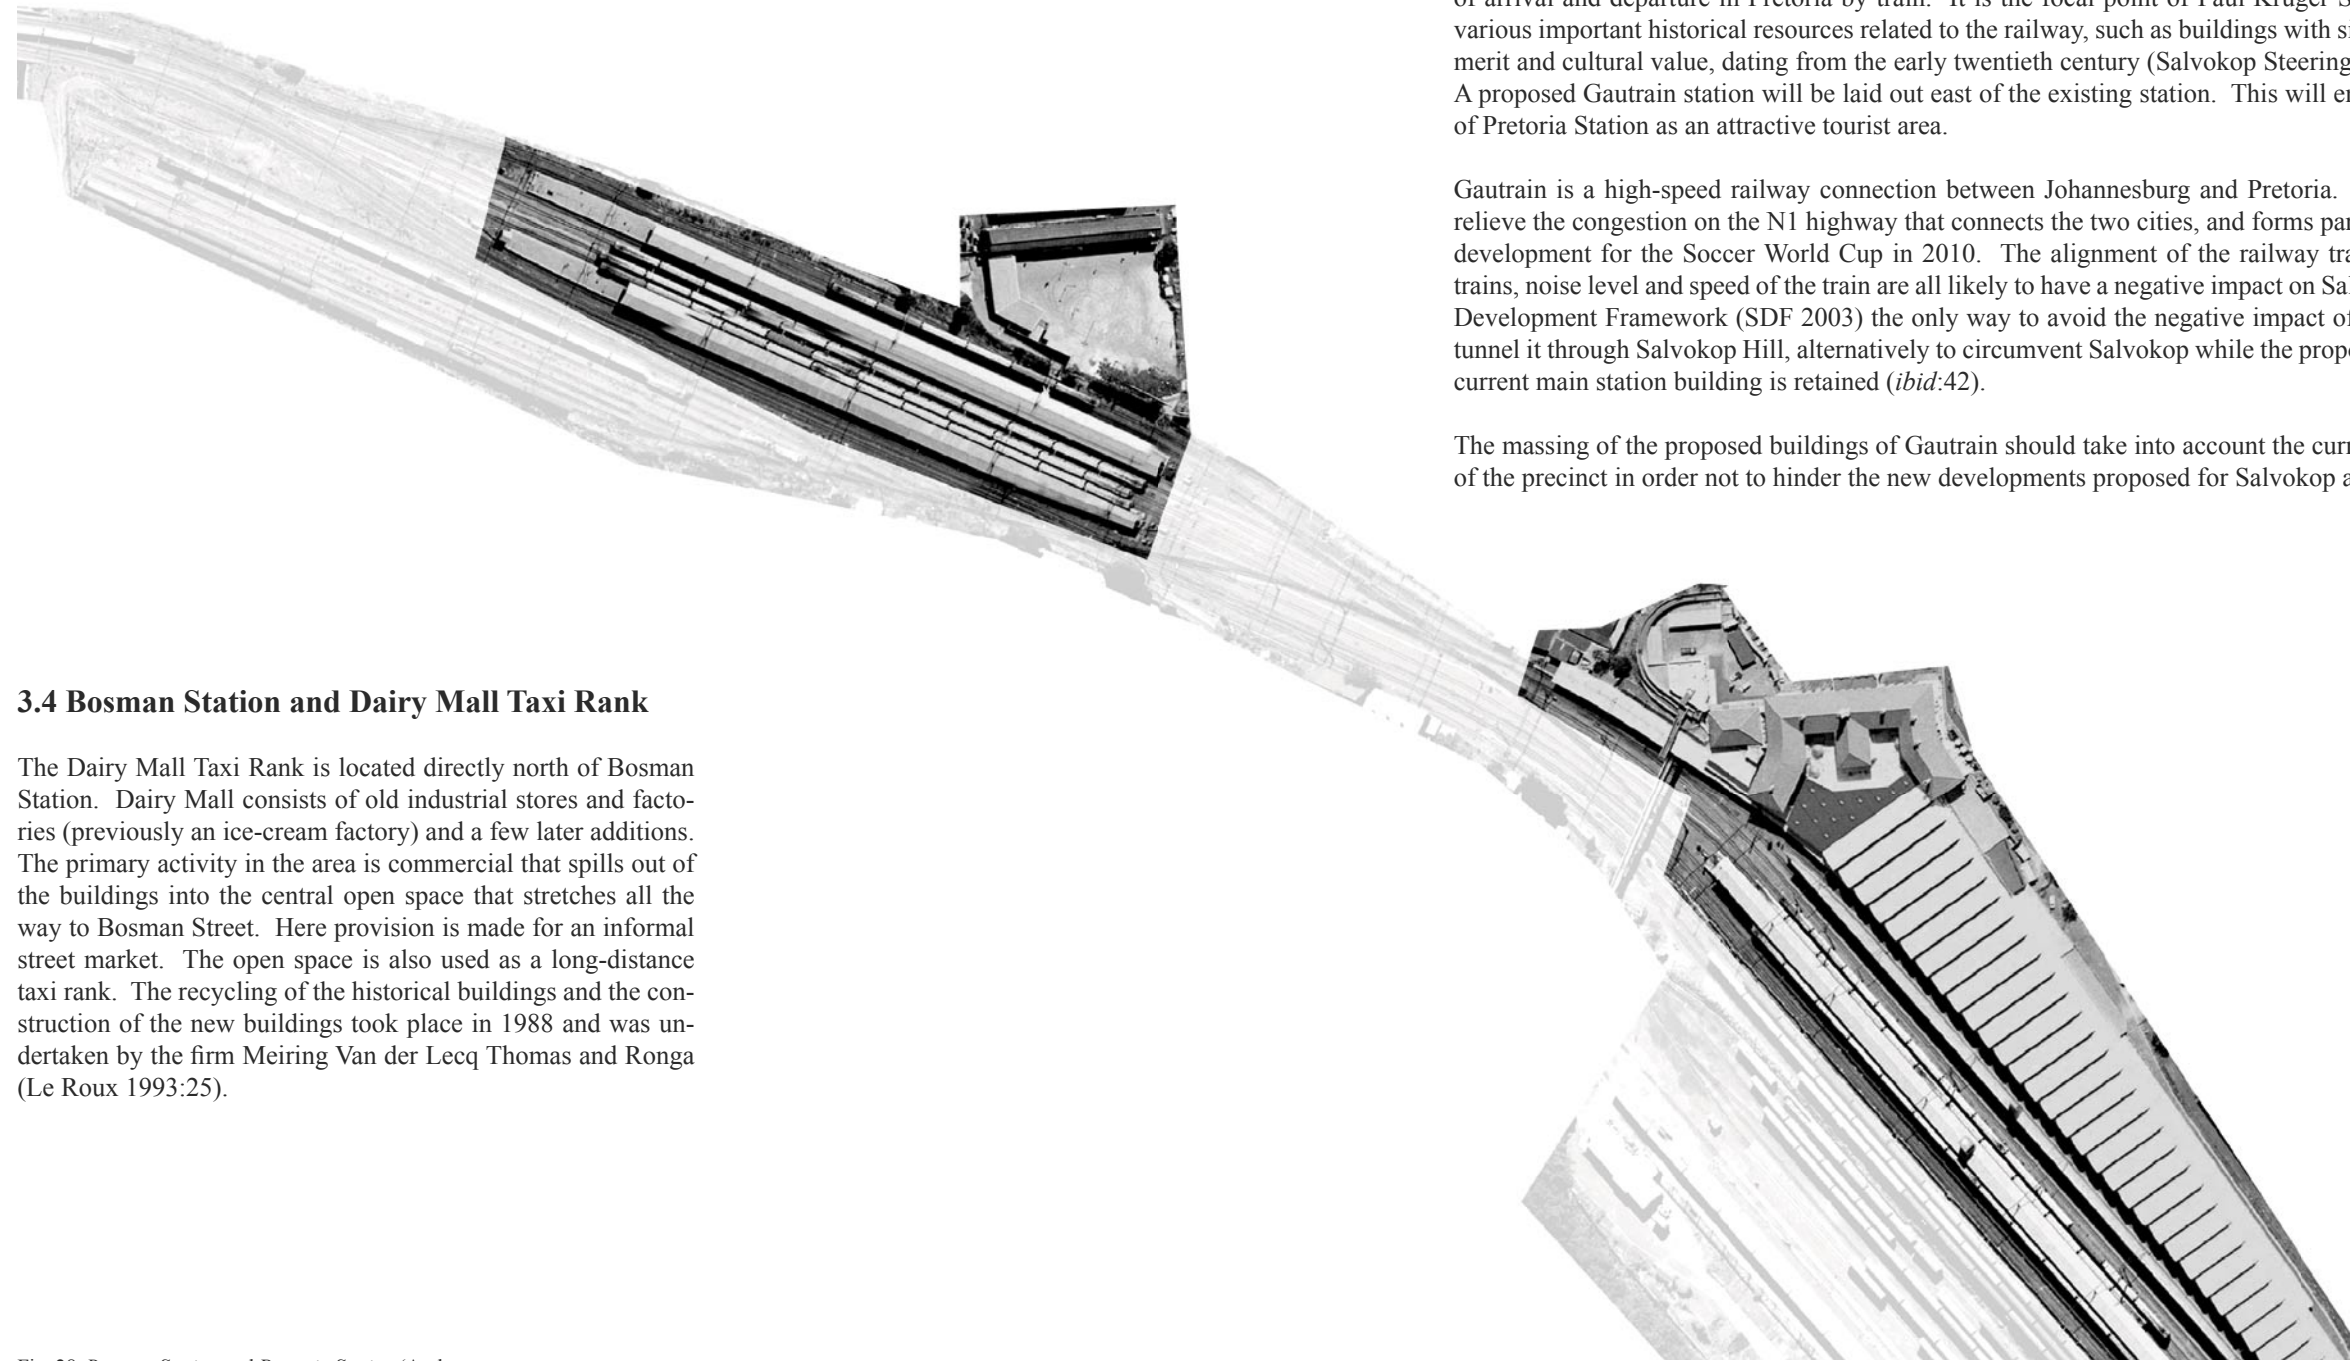 3.4 Bosman Station and Dairy Mall Taxi Rank
The Dairy Mall Taxi Rank is located directly north of Bosman
Station. Dairy Mall consists of old industrial stores and facto-
ries (previously an ice-cream factory) and a few later additions.
The primary activity in the area is commercial that spills out of
the buildings into the central open space that stretches all the
way to Bosman Street. Here provision is made for an informal
street market. The open space is also used as a long-distance
taxi rank. The recycling of the historical buildings and the con-
struction of the new buildings took place in 1988 and was un-
dertaken by the firm Meiring Van der Lecq Thomas and Ronga
(Le Roux 1993:25).
of arrival and departure in Pretoria by train. It is the focal point of Paul Kruger
various important historical resources related to the railway, such as buildings with
merit and cultural value, dating from the early twentieth century (Salvokop Steering
A proposed Gautrain station will be laid out east of the existing station. This will
of Pretoria Station as an attractive tourist area.
Gautrain is a high-speed railway connection between Johannesburg and Pretoria.
relieve the congestion on the N1 highway that connects the two cities, and forms
development for the Soccer World Cup in 2010. The alignment of the railway
trains, noise level and speed of the train are all likely to have a negative impact on
Development Framework (SDF 2003) the only way to avoid the negative impact of
tunnel it through Salvokop Hill, alternatively to circumvent Salvokop while the
current main station building is retained (ibid:42).
The massing of the proposed buildings of Gautrain should take into account the
of the precinct in order not to hinder the new developments proposed for Salvokop